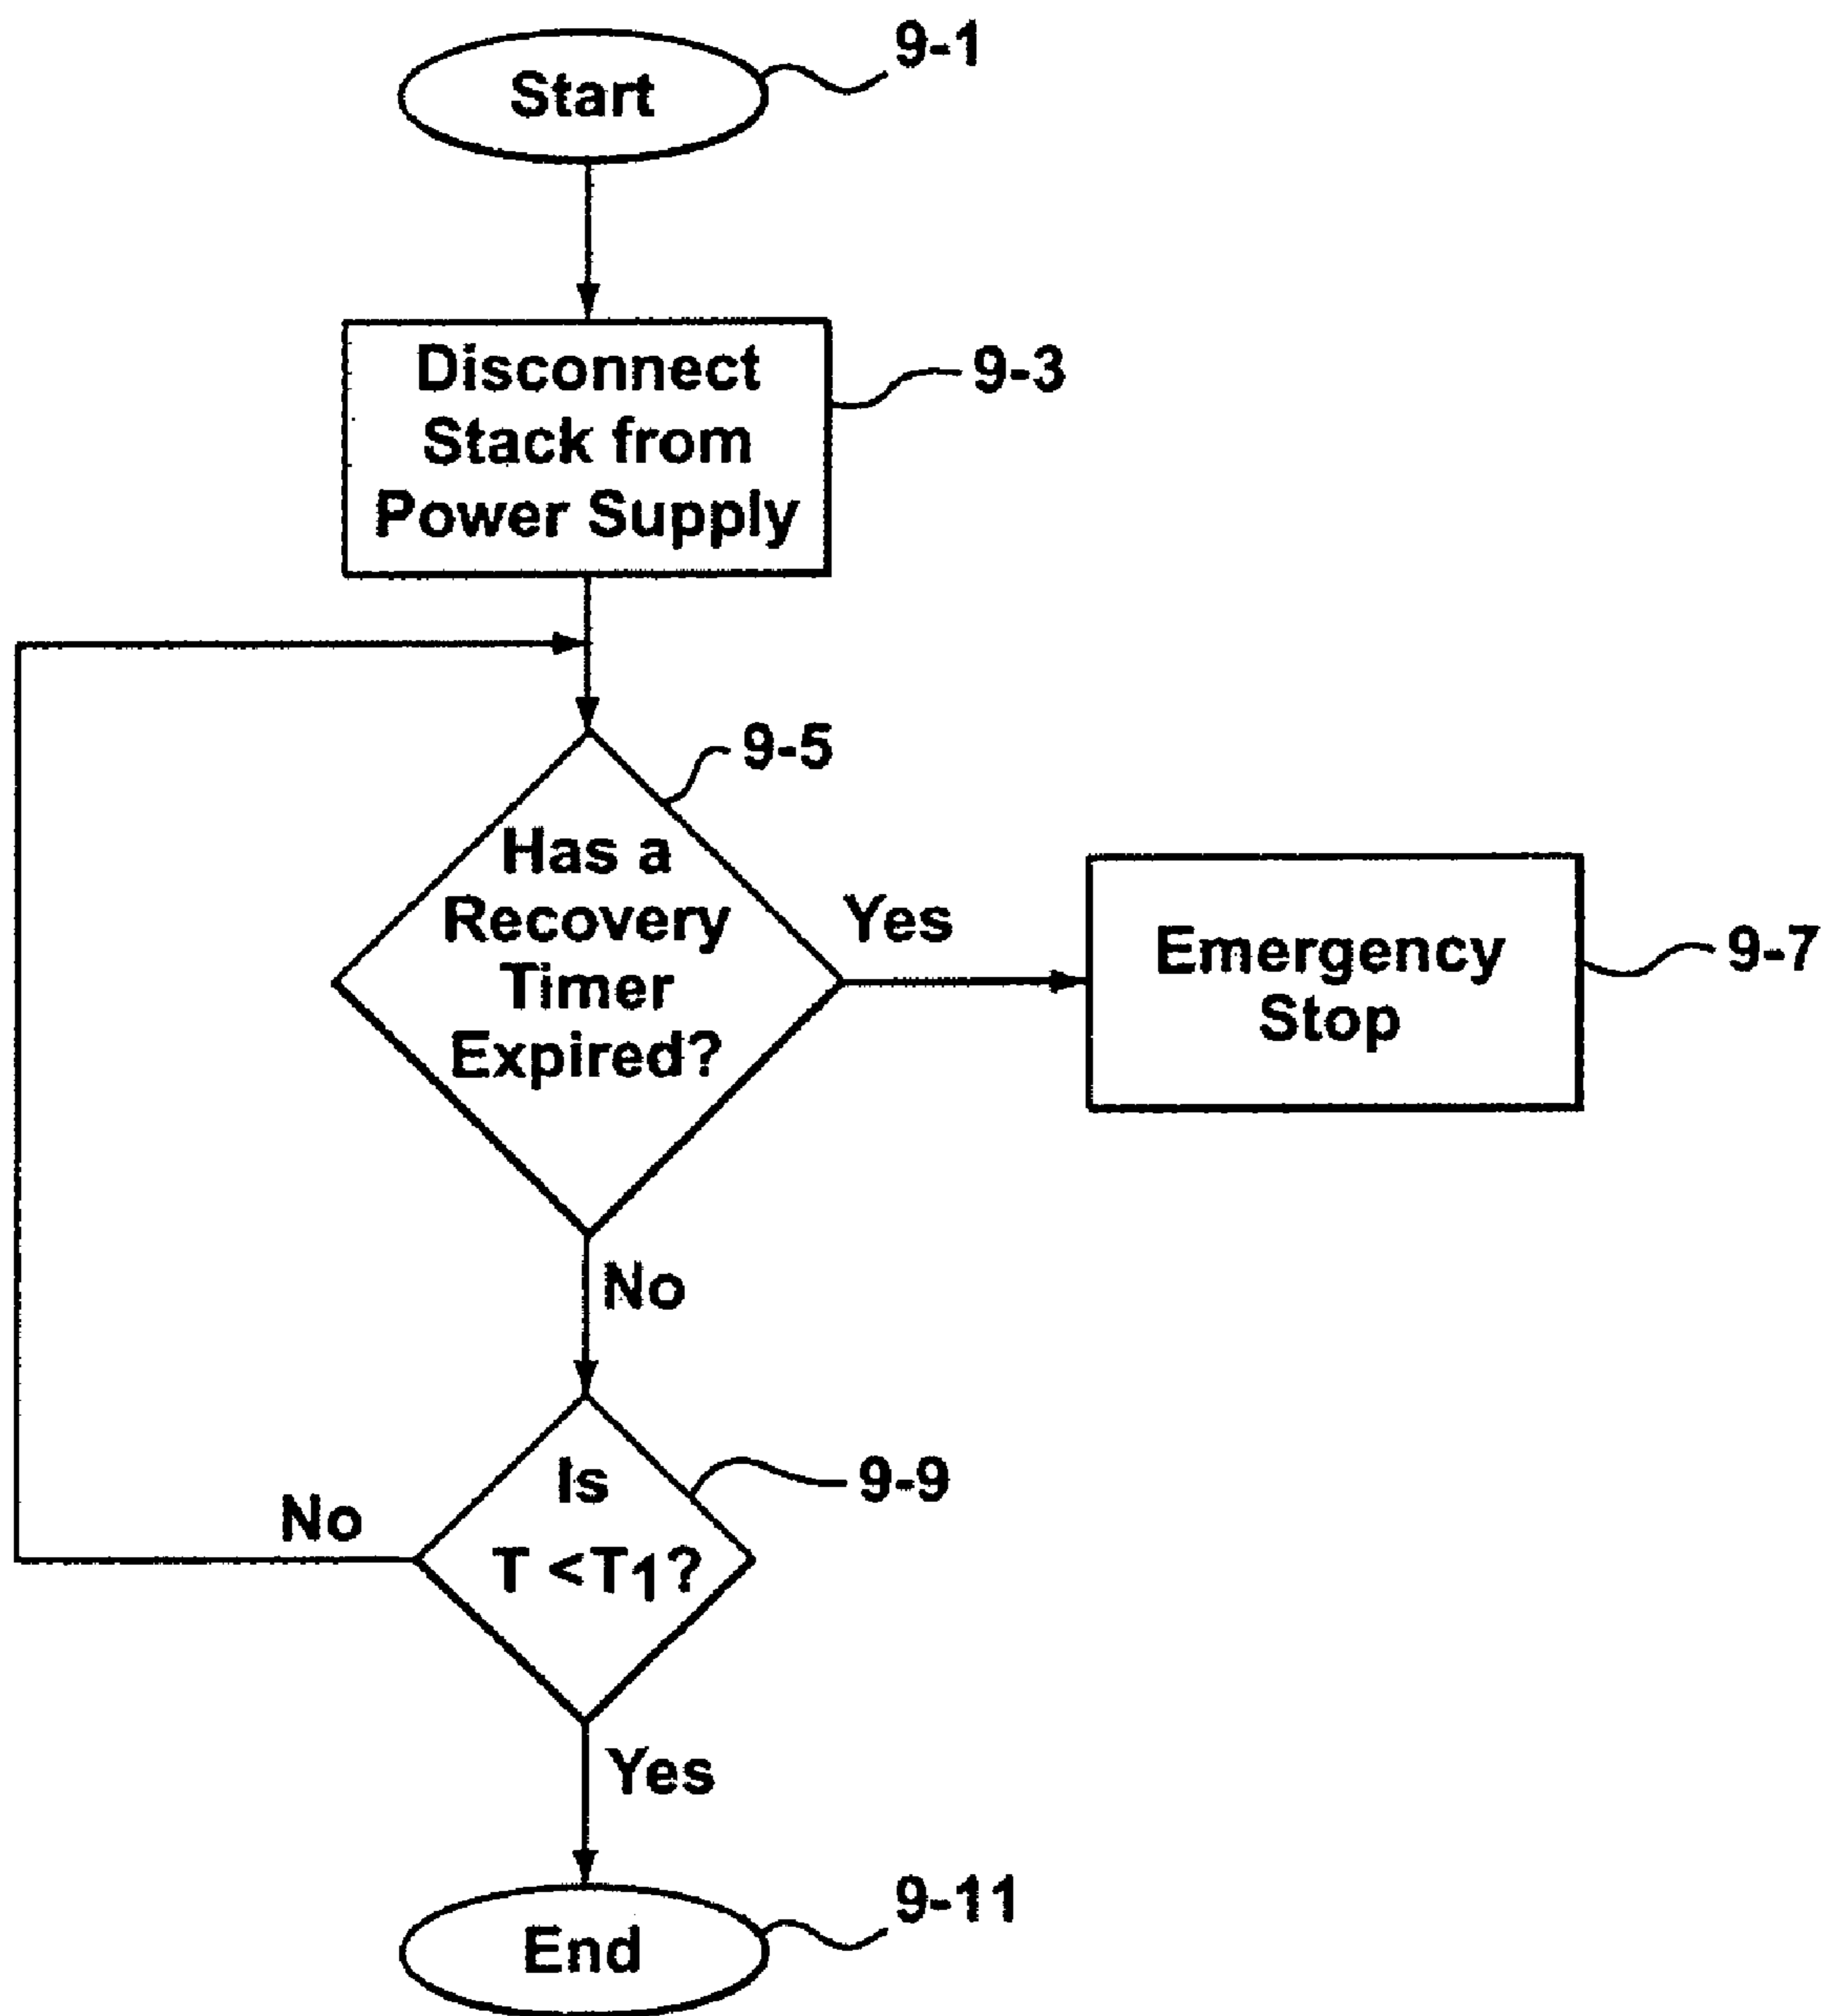 Start
9-1
Disconnect
Stack from
Power Supply
9-3
9-5
Has a
Recovery
Timer
Expired?
Yes
Emergency
Stop
9-7
No
Is
T <T1?
9-9
No
Yes
End
9-11